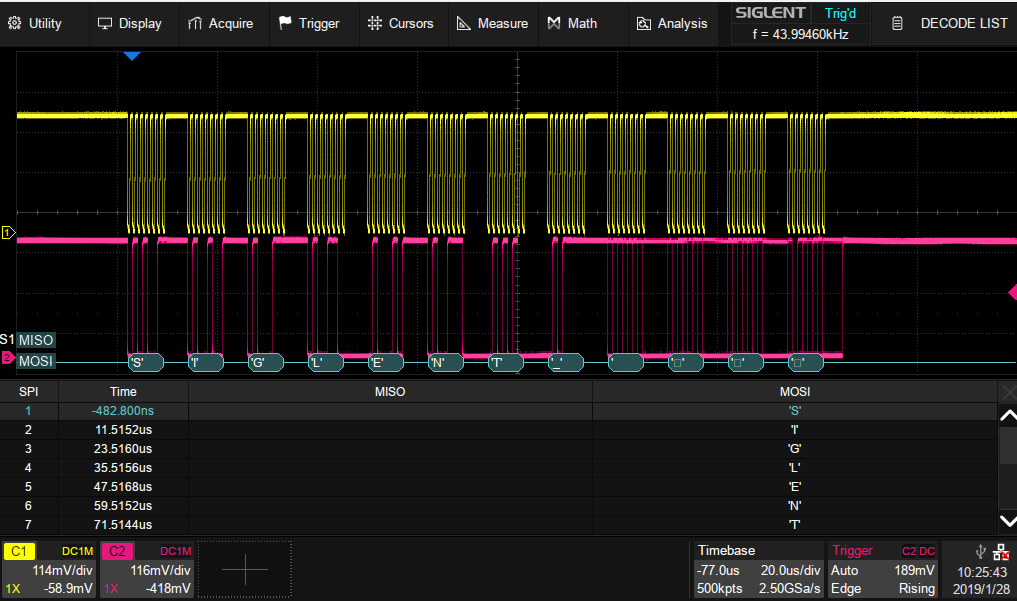 Utility Display Acquire Trigger Cursors Measure Math Analysis SIGLENT Trig'd DECODE LIST
f = 43.99460kHz
1
S1 MISO
2 MOSI 'S' 'I' 'G' 'L' 'E' 'N' 'T' '_' ' '□' '□' '□'
SPI Time MISO MOSI
1 -482.800ns 'S'
2 11.5152us 'I'
3 23.5160us 'G'
4 35.5156us 'L'
5 47.5168us 'E'
6 59.5152us 'N'
7 71.5144us 'T'
C1 DC1M C2 DC1M Timebase Trigger C2 DC
114mV/div 116mV/div -77.0us 20.0us/div Auto 189mV 10:25:43
1X -58.9mV 1X -418mV 500kpts 2.50GSa/s Edge Rising 2019/1/28